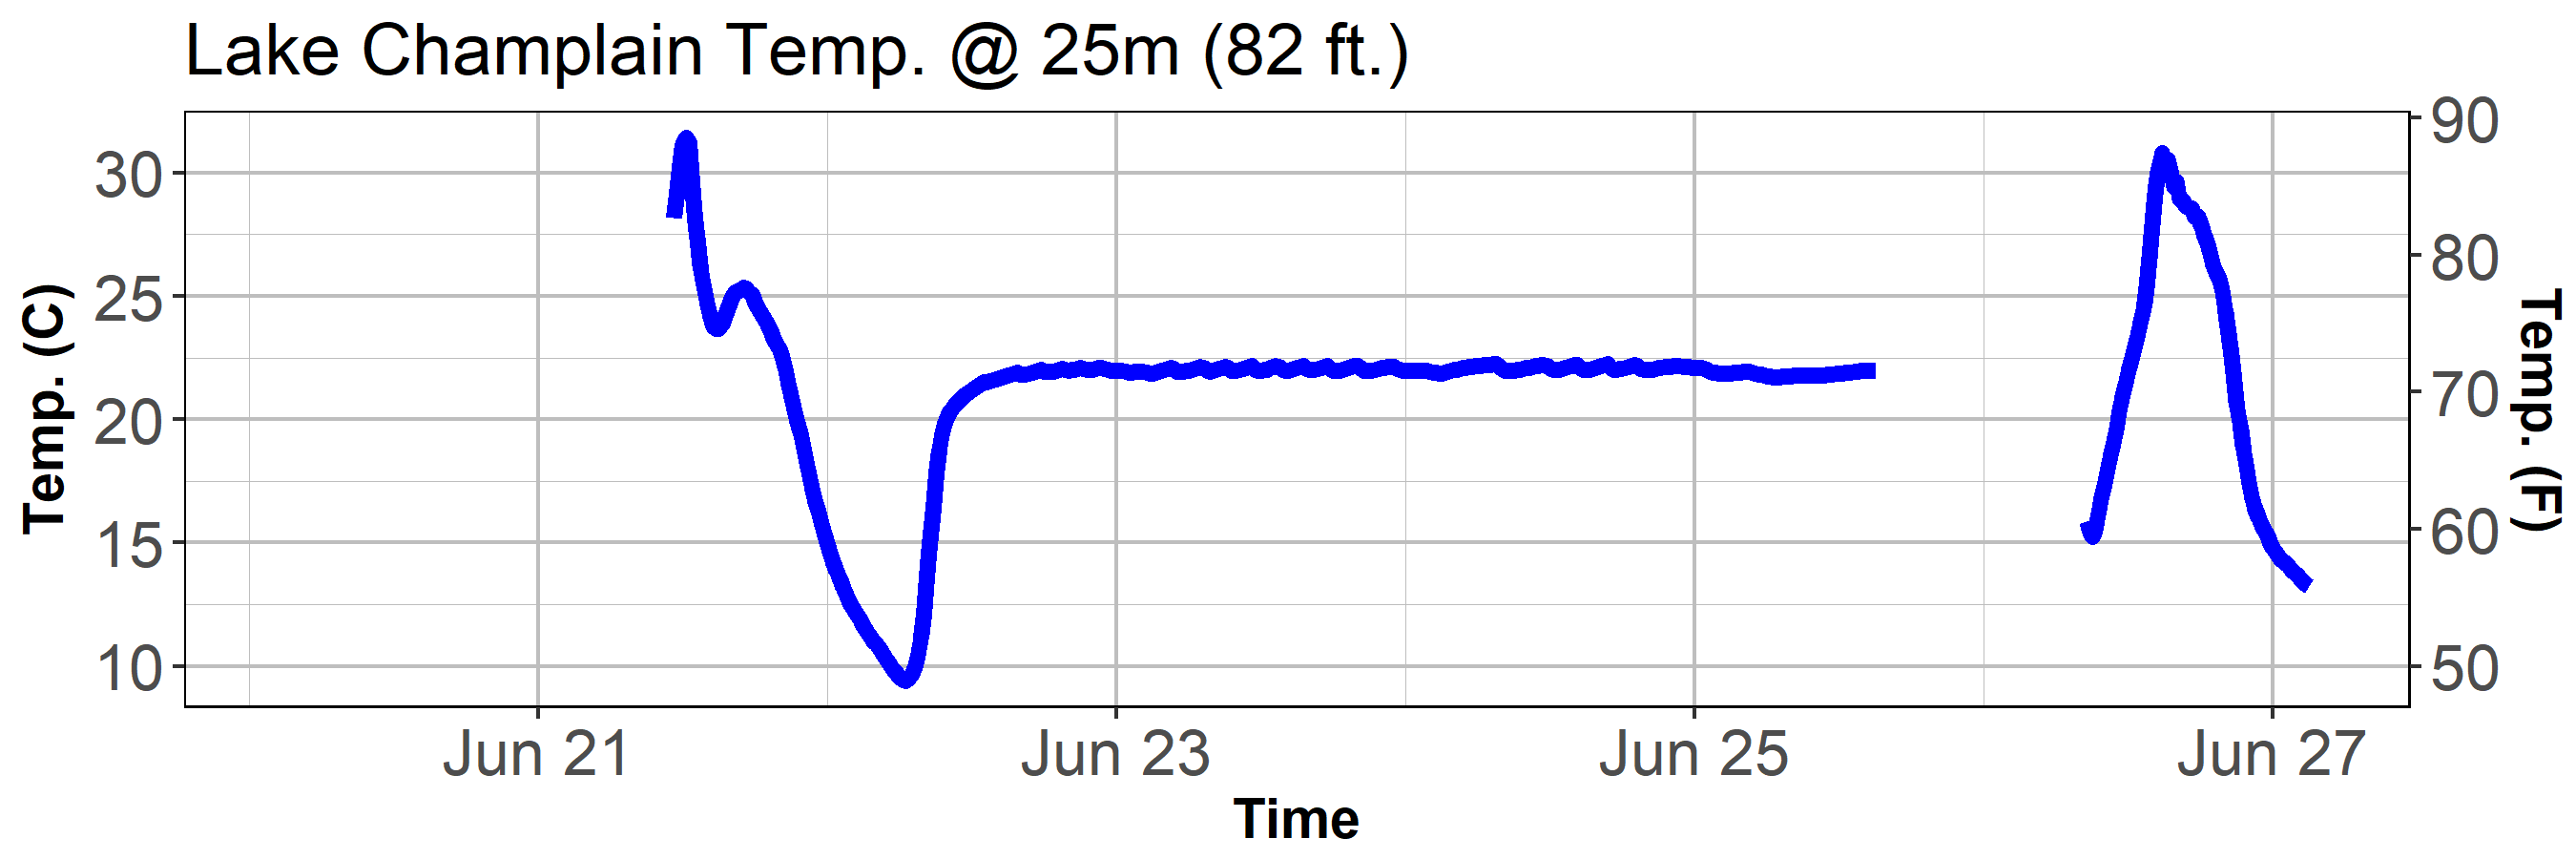 Lake Champlain Temp. @ 25m (82 ft.)
Temp. (C)
30
25
20
15
10
90
80
70
60
50
Temp. (F)
Jun 21
Jun 23
Jun 25
Jun 27
Time